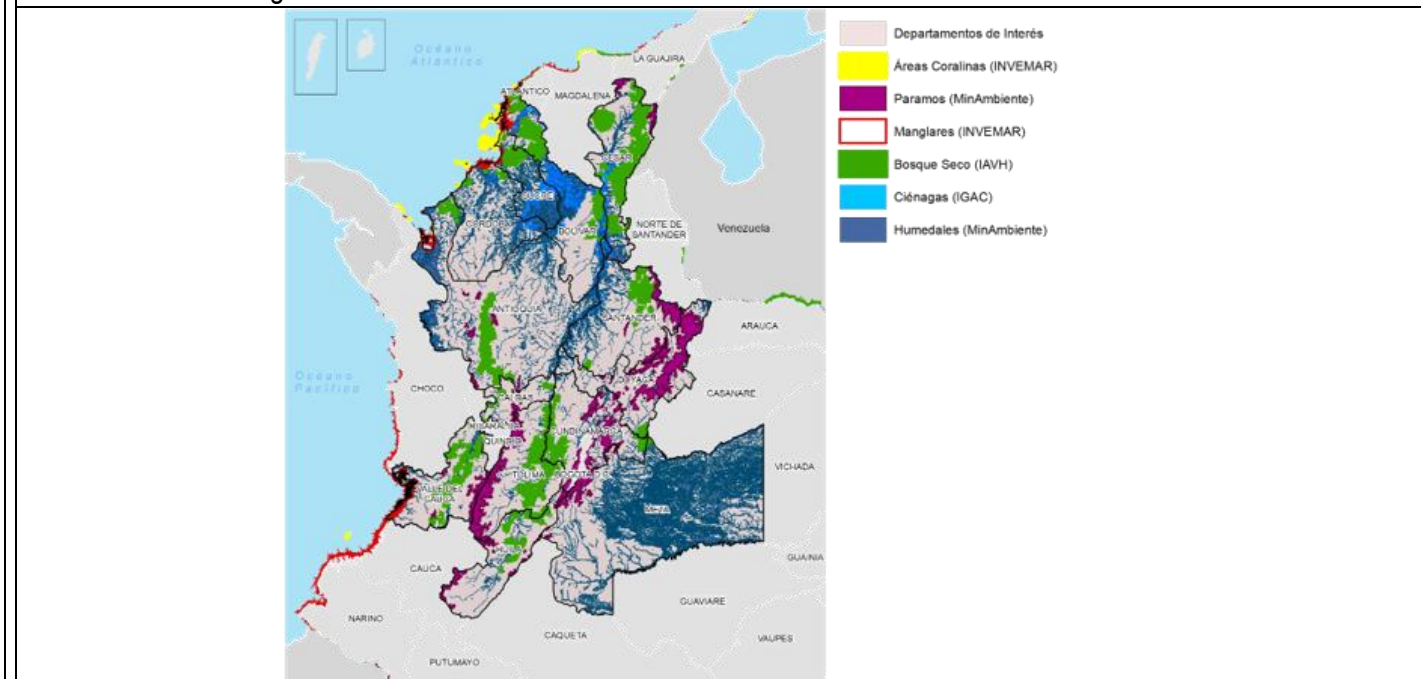 Océano
Atlántico
LA GUAJIRA
ATLANTICO
MAGDALENA
CESAR
SUCRE
CORDOBA
BOLIVAR
NORTE DE
SANTANDER
Venezuela
ANTIOQUIA
SANTANDER
ARAUCA
Océano
Pacífico
CHOCO
BOYACA
CASANARE
CALDAS
RISARALDA
CUNDINAMARCA
QUINDIO
VICHADA
TOLIMA
BOGOTA D.C.
VALLE DEL
CAUCA
META
HUILA
GUAINIA
CAUCA
GUAVIARE
NARINO
CAQUETA
VAUPES
PUTUMAYO
Departamentos de Interés
Áreas Coralinas (INVEMAR)
Paramos (MinAmbiente)
Manglares (INVEMAR)
Bosque Seco (IAVH)
Ciénagas (IGAC)
Humedales (MinAmbiente)